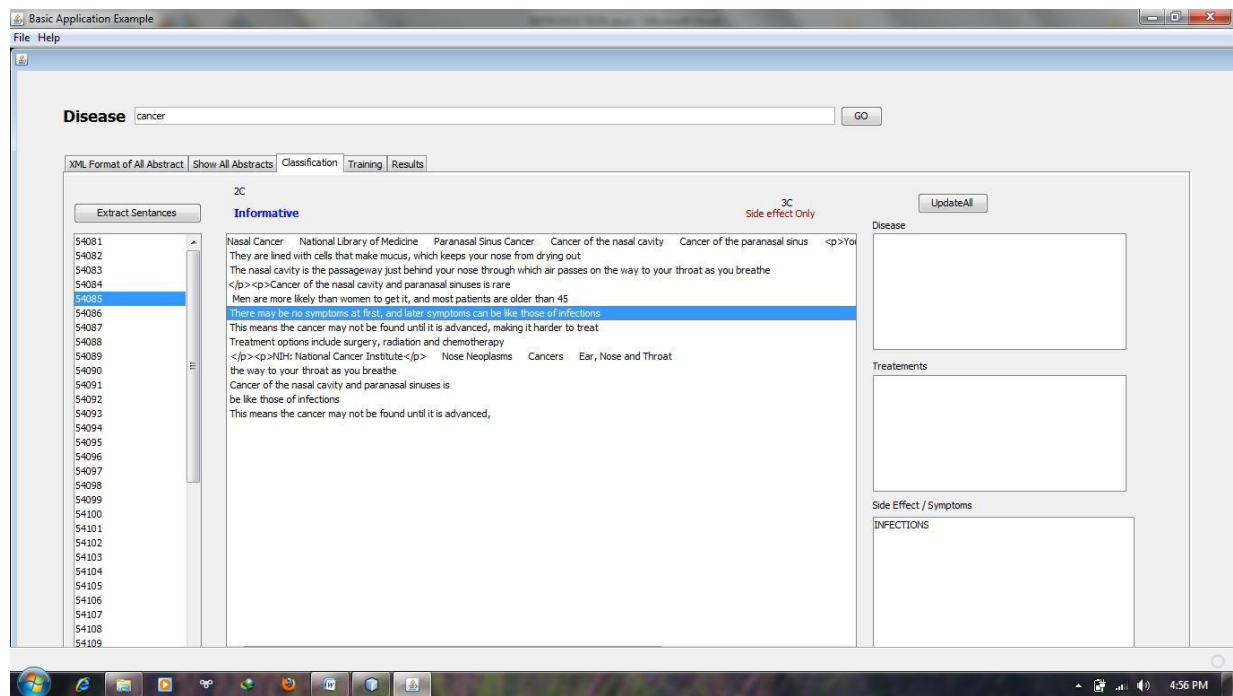 Basic Application Example
File Help
Disease cancer GO
XML Format of All Abstract Show All Abstracts Classification Training Results
2C 3C
Extract Sentances Informative Side effect Only UpdateAll
Disease
54081
54082
54083
54084
54085
54086
54087
54088
54089
54090
54091
54092
54093
54094
54095
54096
54097
54098
54099
54100
54101
54102
54103
54104
54105
54106
54107
54108
54109
Nasal Cancer National Library of Medicine Paranasal Sinus Cancer Cancer of the nasal cavity Cancer of the paranasal sinus <p>You
They are lined with cells that make mucus, which keeps your nose from drying out
The nasal cavity is the passageway just behind your nose through which air passes on the way to your throat as you breathe
</p><p>Cancer of the nasal cavity and paranasal sinuses is rare
Men are more likely than women to get it, and most patients are older than 45
There may be no symptoms at first, and later symptoms can be like those of infections
This means the cancer may not be found until it is advanced, making it harder to treat
Treatment options include surgery, radiation and chemotherapy
</p><p>NIH: National Cancer Institute</p> Nose Neoplasms Cancers Ear, Nose and Throat
the way to your throat as you breathe
Cancer of the nasal cavity and paranasal sinuses is
be like those of infections
This means the cancer may not be found until it is advanced,
Treatements
Side Effect / Symptoms
INFECTIONS
4:56 PM